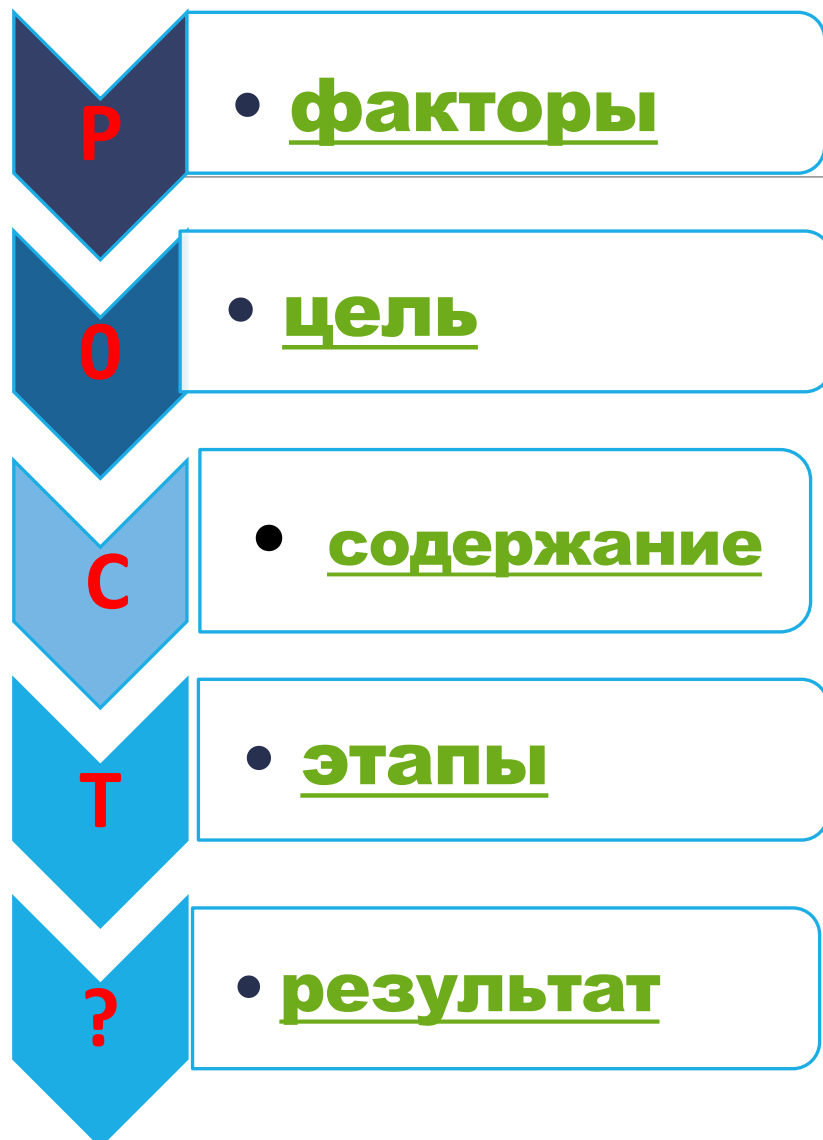 Р
• факторы
0
• цель
С
• содержание
Т
• этапы
?
• результат